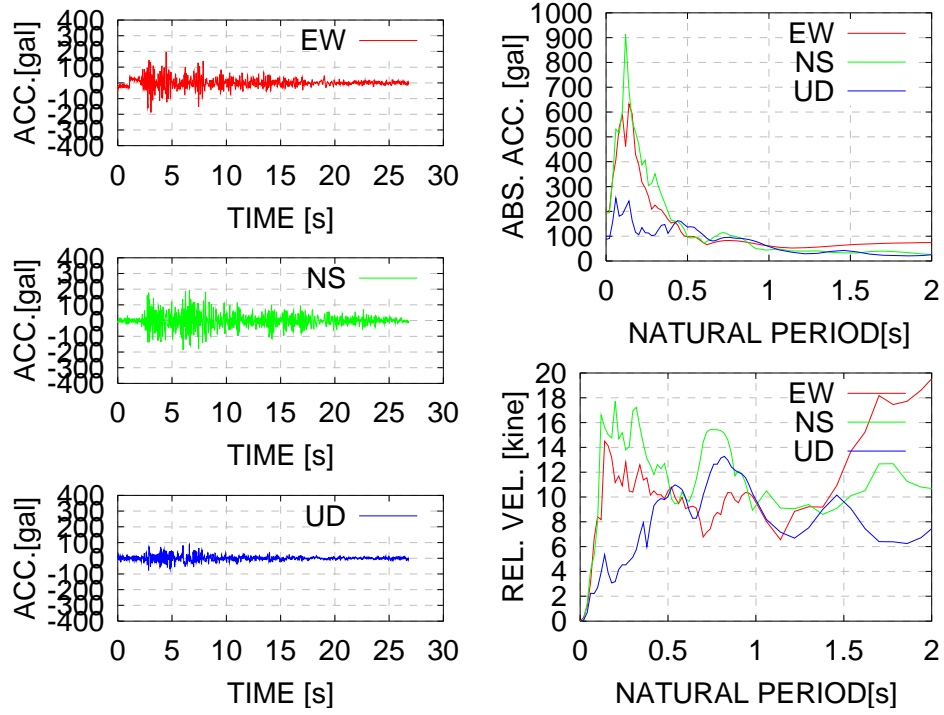 400
300
200
100
0
-100
-200
-300
-400
ACC.[gal]
EW
0 5 10 15 20 25 30
TIME [s]
400
300
200
100
0
-100
-200
-300
-400
ACC.[gal]
NS
0 5 10 15 20 25 30
TIME [s]
400
300
200
100
0
-100
-200
-300
-400
ACC.[gal]
UD
0 5 10 15 20 25 30
TIME [s]
1000
900
800
700
600
500
400
300
200
100
0
ABS. ACC. [gal]
EW
NS
UD
0 0.5 1 1.5 2
NATURAL PERIOD[s]
20
18
16
14
12
10
8
6
4
2
0
REL. VEL. [kine]
EW
NS
UD
0 0.5 1 1.5 2
NATURAL PERIOD[s]